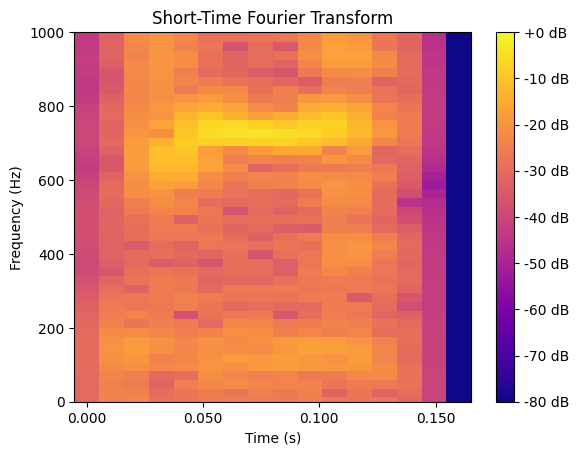 Short-Time Fourier Transform
Frequency (Hz)
1000
800
600
400
200
0
0.000 0.050 0.100 0.150
Time (s)
+0 dB
-10 dB
-20 dB
-30 dB
-40 dB
-50 dB
-60 dB
-70 dB
-80 dB